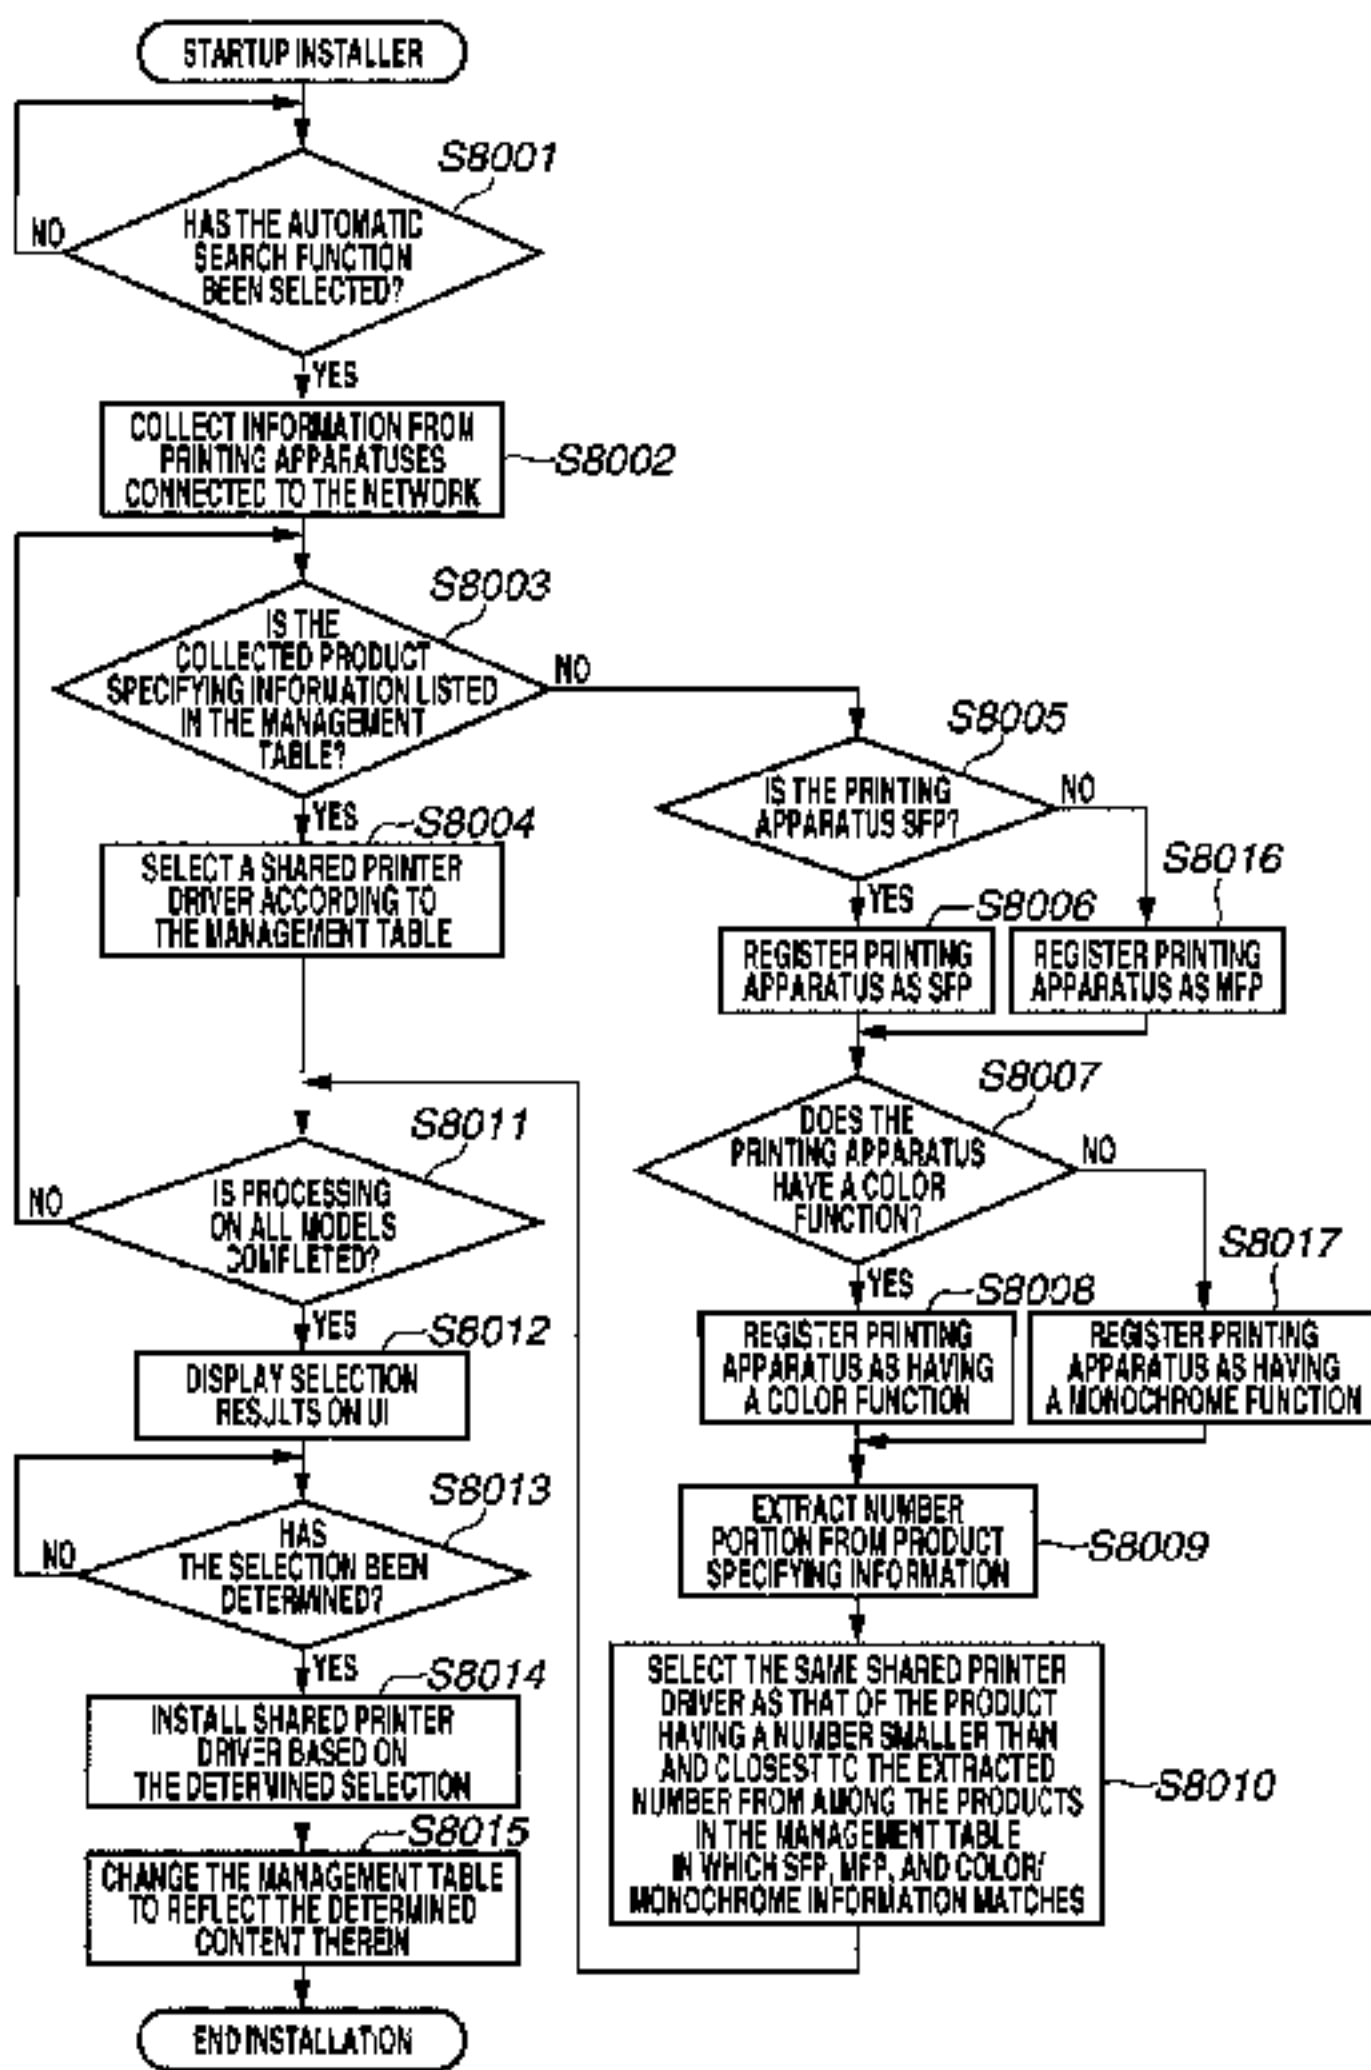 STARTUP INSTALLER
S8001
HAS THE AUTOMATIC
SEARCH FUNCTION
BEEN SELECTED?
NO
YES
COLLECT INFORMATION FROM
PRINTING APPARATUSES
CONNECTED TO THE NETWORK
S8002
S8003
IS THE
COLLECTED PRODUCT
SPECIFYING INFORMATION LISTED
IN THE MANAGEMENT
TABLE?
NO
YES
S8004
SELECT A SHARED PRINTER
DRIVER ACCORDING TO
THE MANAGEMENT TABLE
S8005
IS THE PRINTING
APPARATUS SFP?
NO
YES
S8006
REGISTER PRINTING
APPARATUS AS SFP
S8016
REGISTER PRINTING
APPARATUS AS MFP
S8007
DOES THE
PRINTING APPARATUS
HAVE A COLOR
FUNCTION?
NO
YES
S8008
REGISTER PRINTING
APPARATUS AS HAVING
A COLOR FUNCTION
S8017
REGISTER PRINTING
APPARATUS AS HAVING
A MONOCHROME FUNCTION
EXTRACT NUMBER
PORTION FROM PRODUCT
SPECIFYING INFORMATION
S8009
SELECT THE SAME SHARED PRINTER
DRIVER AS THAT OF THE PRODUCT
HAVING A NUMBER SMALLER THAN
AND CLOSEST TO THE EXTRACTED
NUMBER FROM AMONG THE PRODUCTS
IN THE MANAGEMENT TABLE
IN WHICH SFP, MFP, AND COLOR/
MONOCHROME INFORMATION MATCHES
S8010
S8011
IS PROCESSING
ON ALL MODELS
COMPLETED?
NO
YES
S8012
DISPLAY SELECTION
RESULTS ON UI
S8013
HAS
THE SELECTION BEEN
DETERMINED?
NO
YES
S8014
INSTALL SHARED PRINTER
DRIVER BASED ON
THE DETERMINED SELECTION
S8015
CHANGE THE MANAGEMENT TABLE
TO REFLECT THE DETERMINED
CONTENT THEREIN
END INSTALLATION